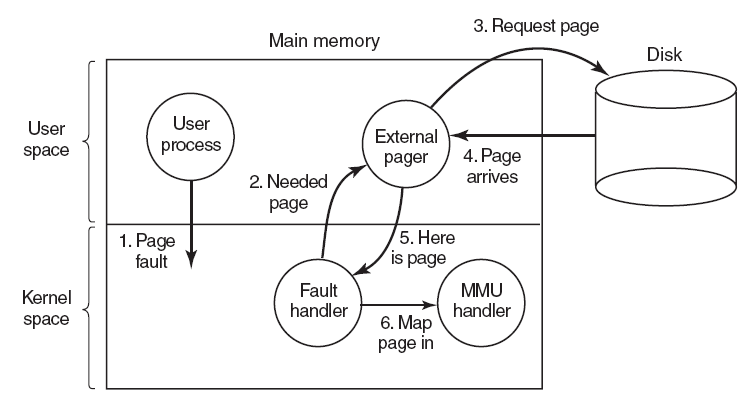 3. Request page
Main memory
Disk
User
space
User
process
External
pager
2. Needed
page
4. Page
arrives
1. Page
fault
5. Here
is page
Kernel
space
Fault
handler
MMU
handler
6. Map
page in